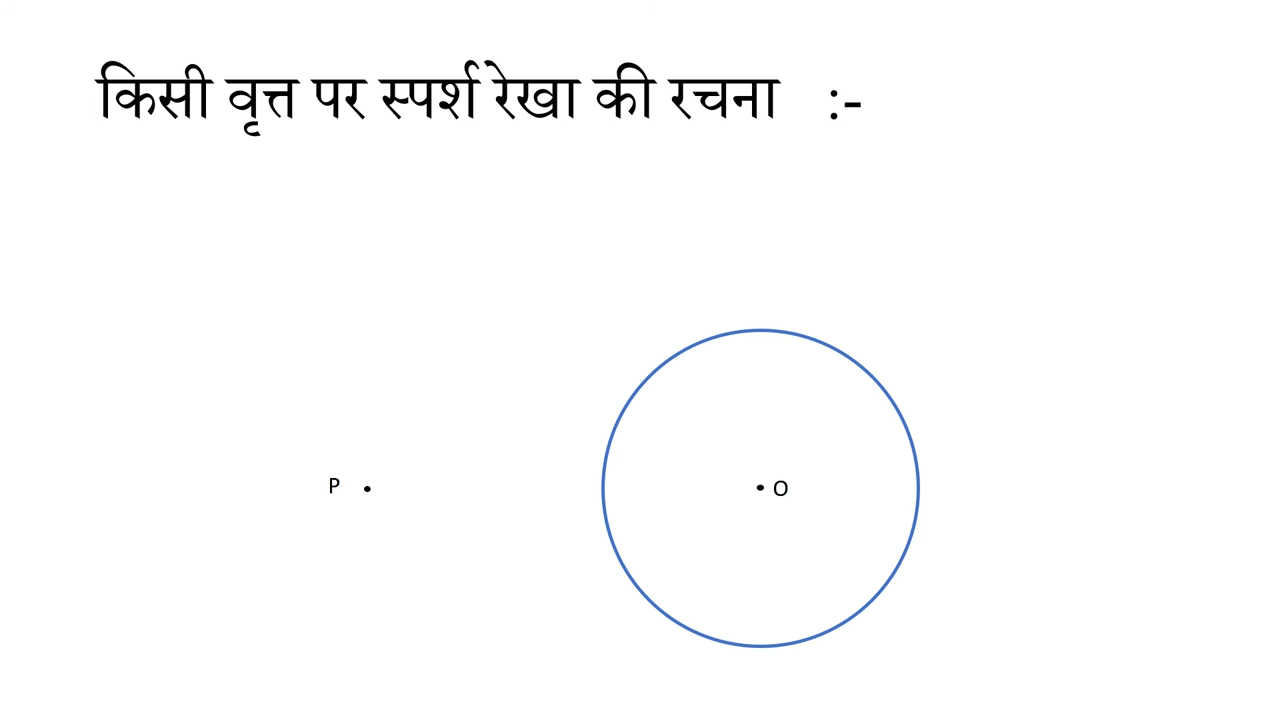 किसी वृत्त पर स्पर्श रेखा की रचना :-
P
O